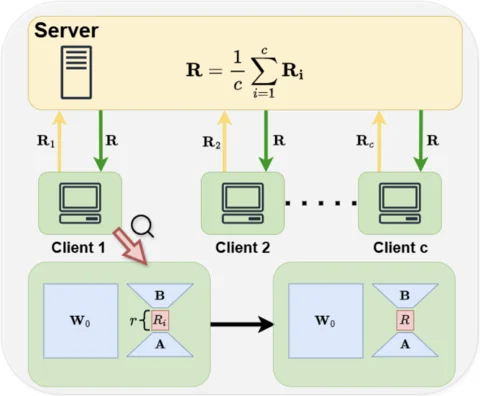 Server
R = 1/c ∑_{i=1}^{c} R_i
R_1 R R_2 R R_c R
Client 1 Client 2 Client c
B B
W_0 r { R_i W_0 R
A A